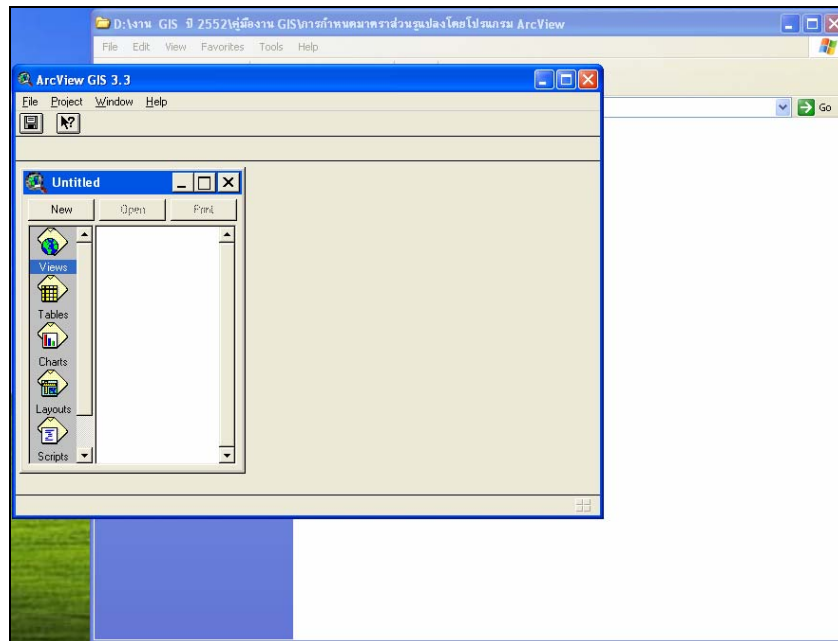 D:\งาน GIS ปี 2552\คู่มืองาน GIS\การกำหนดมาตราส่วนรูปแปลงโดยโปรแกรม ArcView
File Edit View Favorites Tools Help
ArcView GIS 3.3
File Project Window Help
Go
Untitled
New Open Print
Views
Tables
Charts
Layouts
Scripts